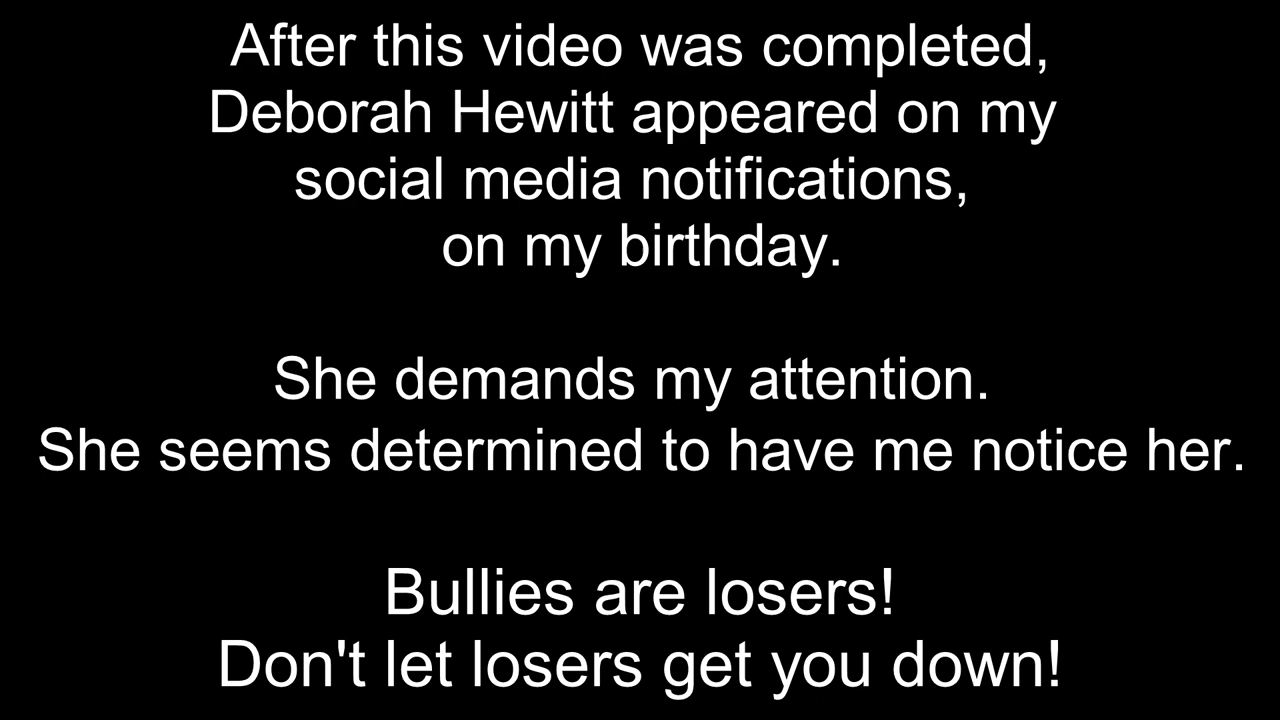 After this video was completed,
Deborah Hewitt appeared on my
social media notifications,
on my birthday.
She demands my attention.
She seems determined to have me notice her.
Bullies are losers!
Don't let losers get you down!